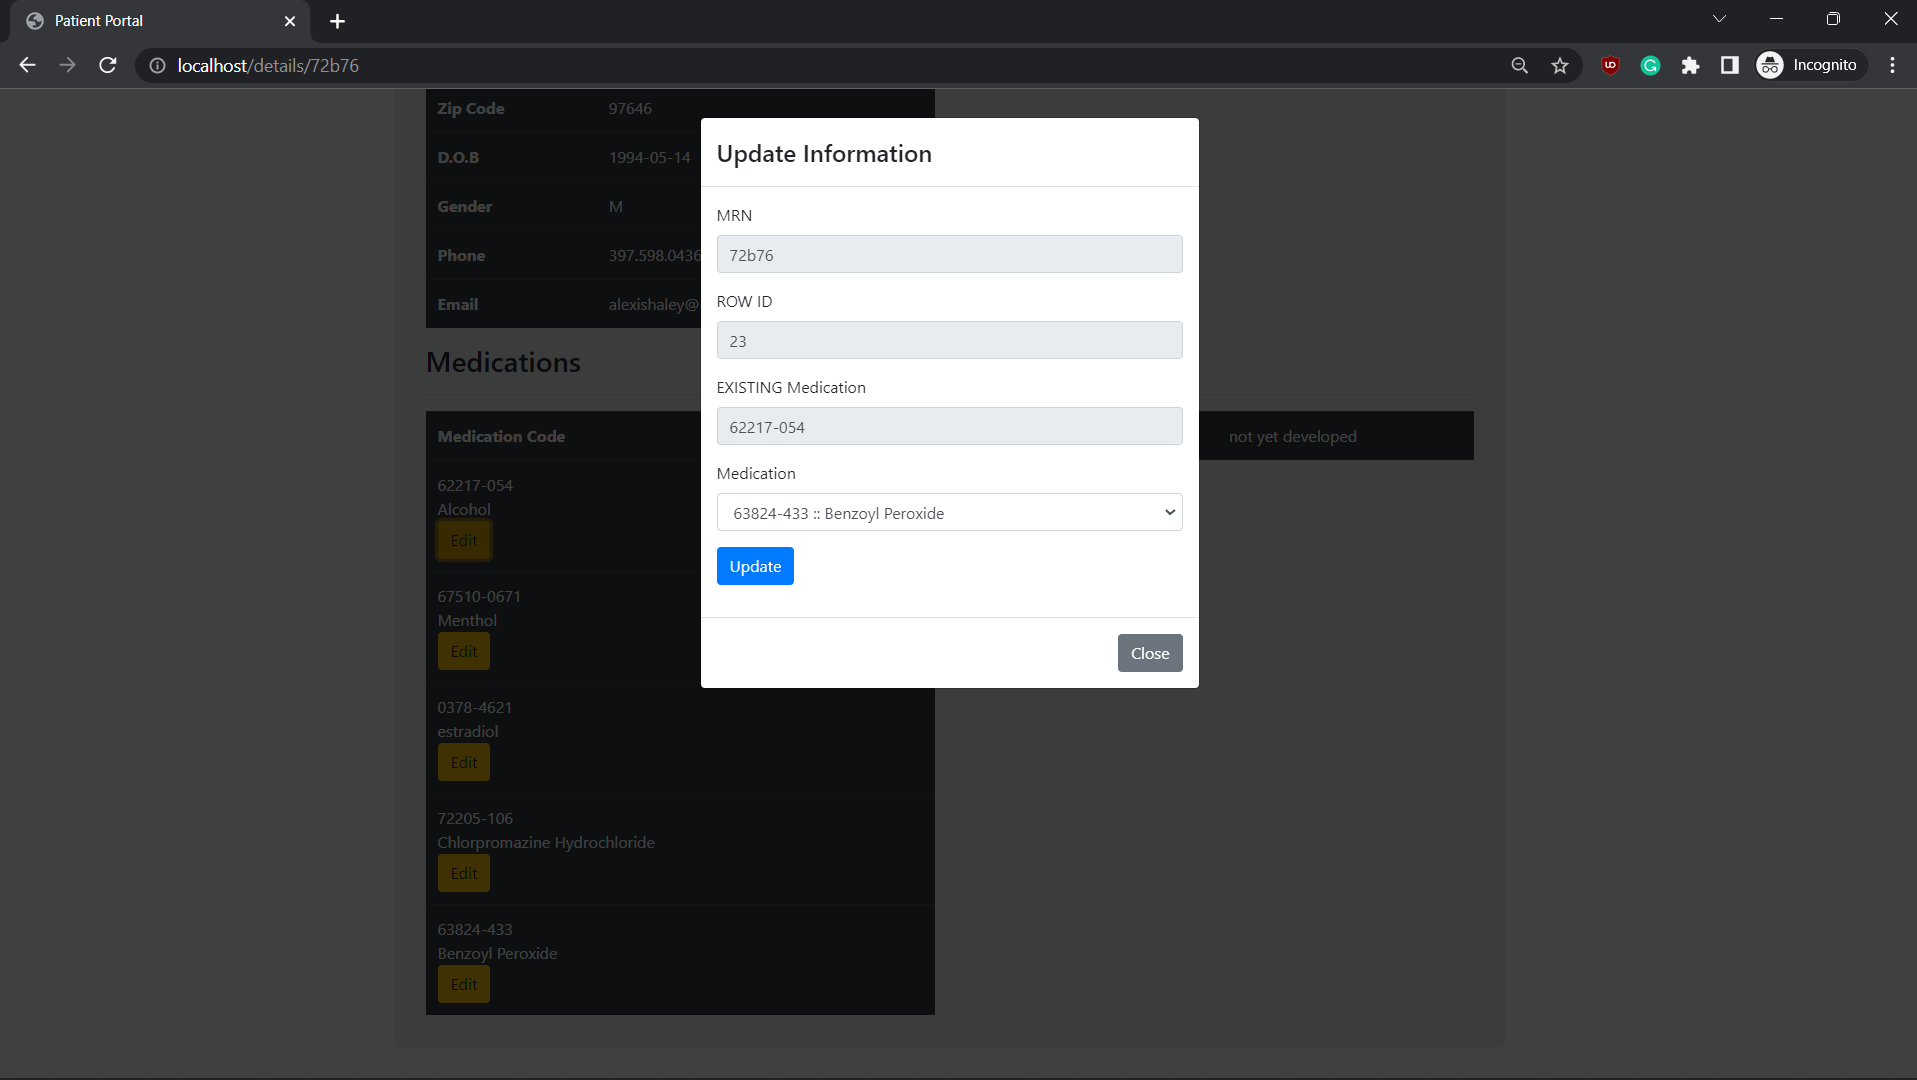 Patient Portal
localhost/details/72b76
Incognito
Zip Code 97646
D.O.B 1994-05-14
Gender M
Phone 397.598.0436
Email alexishaley@
Medications
Medication Code
not yet developed
62217-054
Alcohol
Edit
67510-0671
Menthol
Edit
0378-4621
estradiol
Edit
72205-106
Chlorpromazine Hydrochloride
Edit
63824-433
Benzoyl Peroxide
Edit
Update Information
MRN
72b76
ROW ID
23
EXISTING Medication
62217-054
Medication
63824-433 :: Benzoyl Peroxide
Update
Close